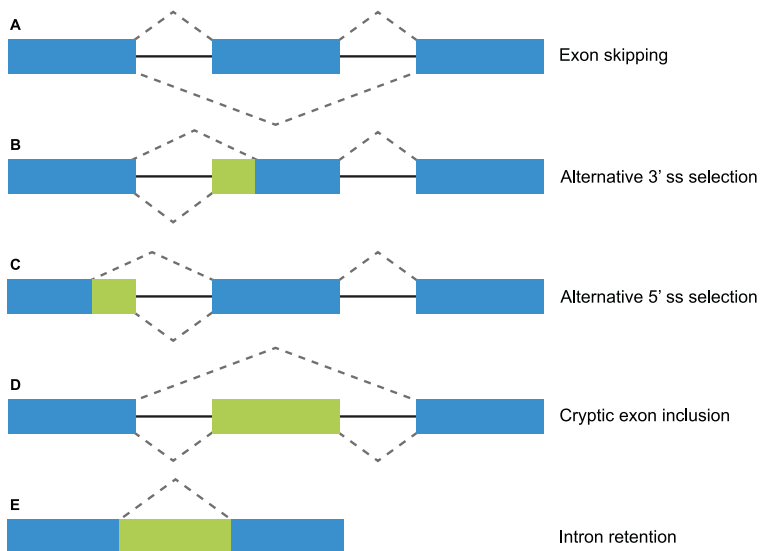 A
Exon skipping
B
Alternative 3’ ss selection
C
Alternative 5’ ss selection
D
Cryptic exon inclusion
E
Intron retention